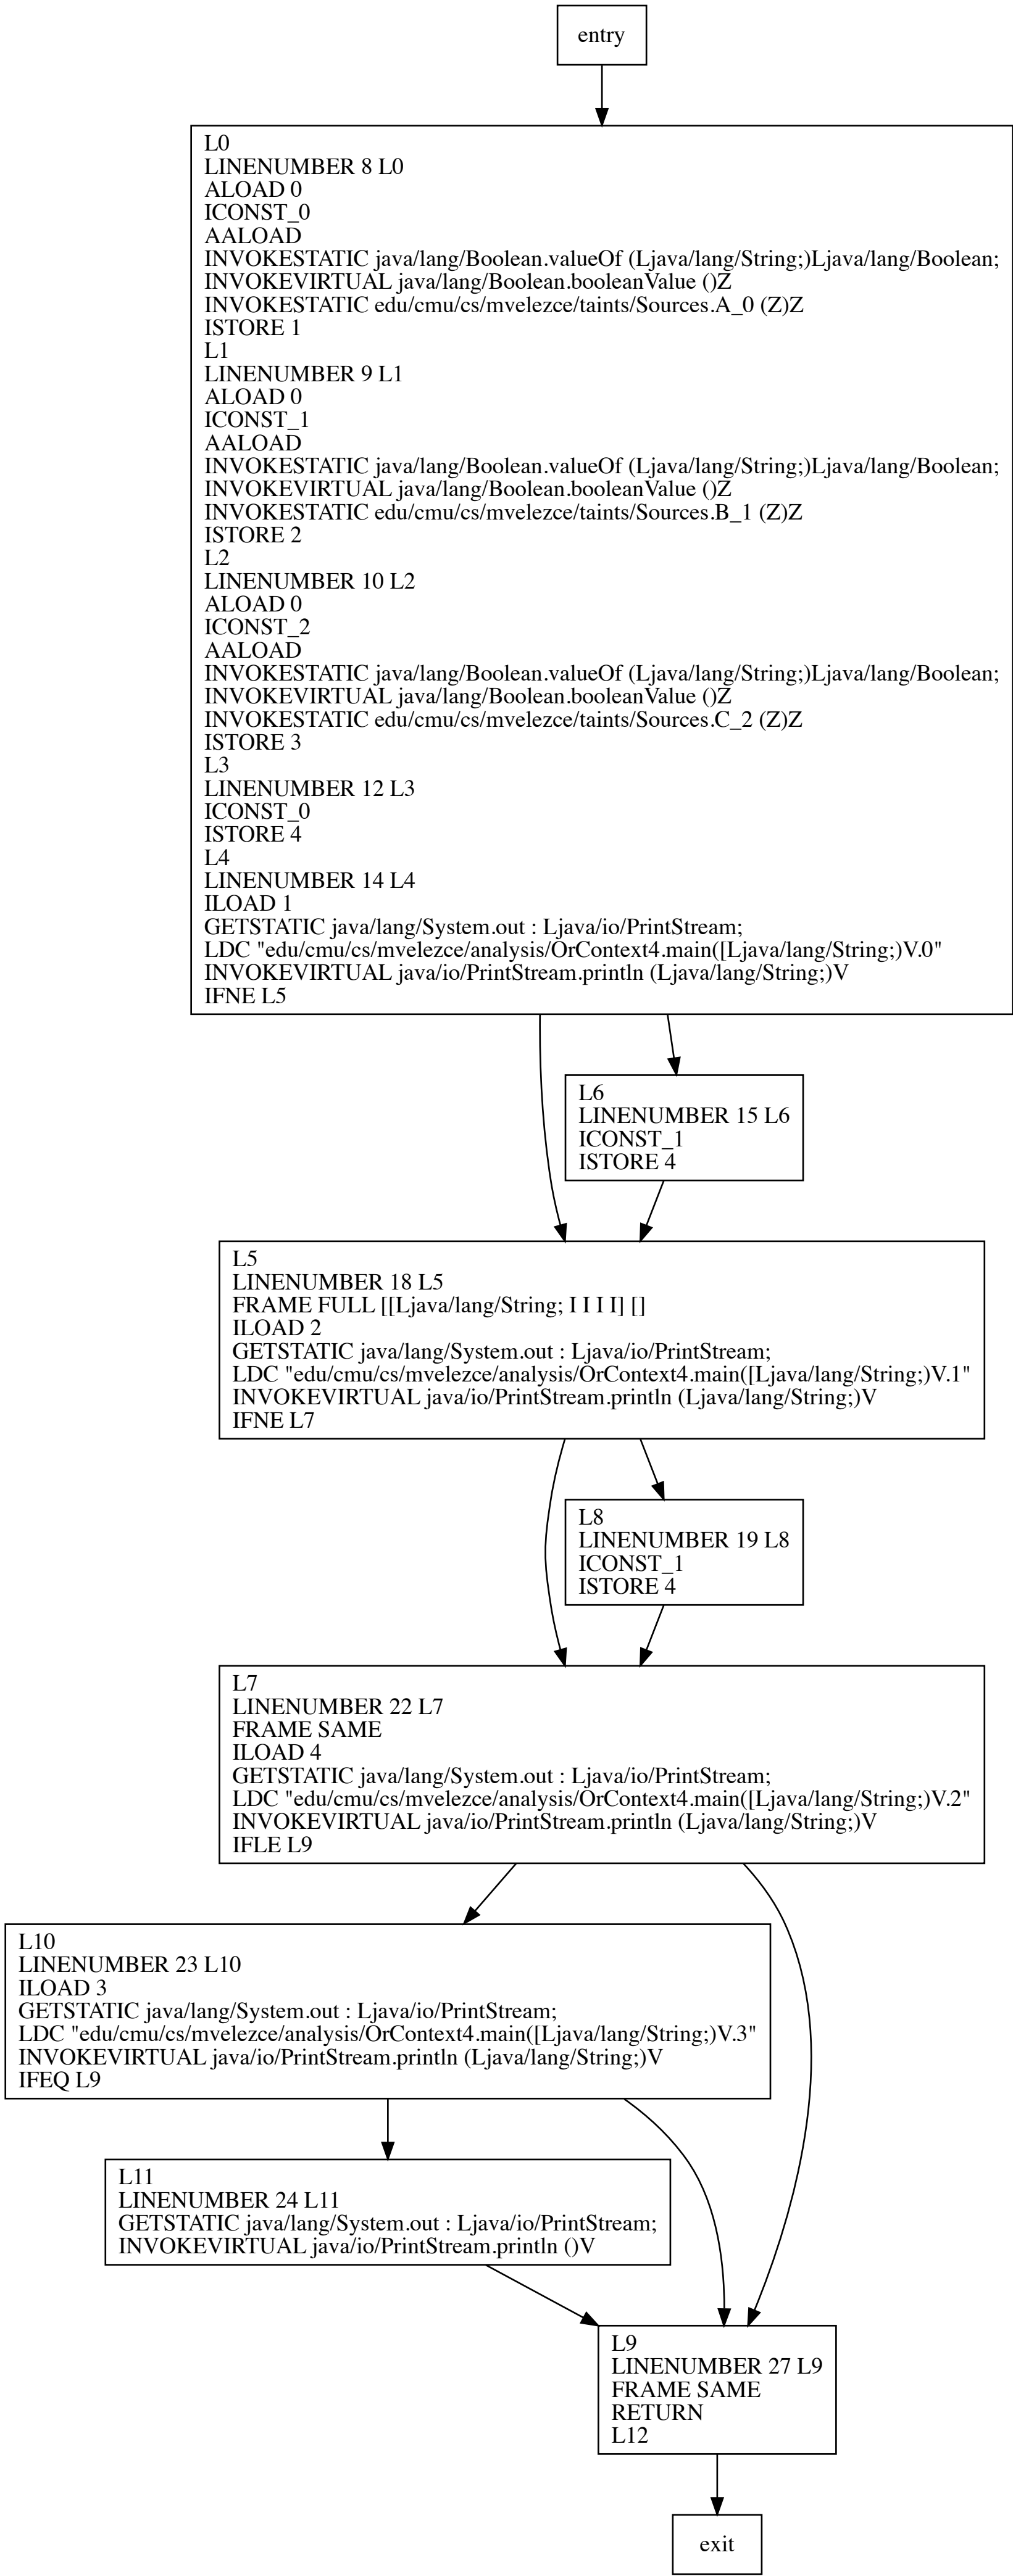 entry
L0
LINENUMBER 8 L0
ALOAD 0
ICONST_0
AALOAD
INVOKESTATIC java/lang/Boolean.valueOf (Ljava/lang/String;)Ljava/lang/Boolean;
INVOKEVIRTUAL java/lang/Boolean.booleanValue ()Z
INVOKESTATIC edu/cmu/cs/mvelezce/taints/Sources.A_0 (Z)Z
ISTORE 1
L1
LINENUMBER 9 L1
ALOAD 0
ICONST_1
AALOAD
INVOKESTATIC java/lang/Boolean.valueOf (Ljava/lang/String;)Ljava/lang/Boolean;
INVOKEVIRTUAL java/lang/Boolean.booleanValue ()Z
INVOKESTATIC edu/cmu/cs/mvelezce/taints/Sources.B_1 (Z)Z
ISTORE 2
L2
LINENUMBER 10 L2
ALOAD 0
ICONST_2
AALOAD
INVOKESTATIC java/lang/Boolean.valueOf (Ljava/lang/String;)Ljava/lang/Boolean;
INVOKEVIRTUAL java/lang/Boolean.booleanValue ()Z
INVOKESTATIC edu/cmu/cs/mvelezce/taints/Sources.C_2 (Z)Z
ISTORE 3
L3
LINENUMBER 12 L3
ICONST_0
ISTORE 4
L4
LINENUMBER 14 L4
ILOAD 1
GETSTATIC java/lang/System.out : Ljava/io/PrintStream;
LDC "edu/cmu/cs/mvelezce/analysis/OrContext4.main([Ljava/lang/String;)V.0"
INVOKEVIRTUAL java/io/PrintStream.println (Ljava/lang/String;)V
IFNE L5
L6
LINENUMBER 15 L6
ICONST_1
ISTORE 4
L5
LINENUMBER 18 L5
FRAME FULL [[Ljava/lang/String; I I I I] []
ILOAD 2
GETSTATIC java/lang/System.out : Ljava/io/PrintStream;
LDC "edu/cmu/cs/mvelezce/analysis/OrContext4.main([Ljava/lang/String;)V.1"
INVOKEVIRTUAL java/io/PrintStream.println (Ljava/lang/String;)V
IFNE L7
L8
LINENUMBER 19 L8
ICONST_1
ISTORE 4
L7
LINENUMBER 22 L7
FRAME SAME
ILOAD 4
GETSTATIC java/lang/System.out : Ljava/io/PrintStream;
LDC "edu/cmu/cs/mvelezce/analysis/OrContext4.main([Ljava/lang/String;)V.2"
INVOKEVIRTUAL java/io/PrintStream.println (Ljava/lang/String;)V
IFLE L9
L10
LINENUMBER 23 L10
ILOAD 3
GETSTATIC java/lang/System.out : Ljava/io/PrintStream;
LDC "edu/cmu/cs/mvelezce/analysis/OrContext4.main([Ljava/lang/String;)V.3"
INVOKEVIRTUAL java/io/PrintStream.println (Ljava/lang/String;)V
IFEQ L9
L11
LINENUMBER 24 L11
GETSTATIC java/lang/System.out : Ljava/io/PrintStream;
INVOKEVIRTUAL java/io/PrintStream.println ()V
L9
LINENUMBER 27 L9
FRAME SAME
RETURN
L12
exit